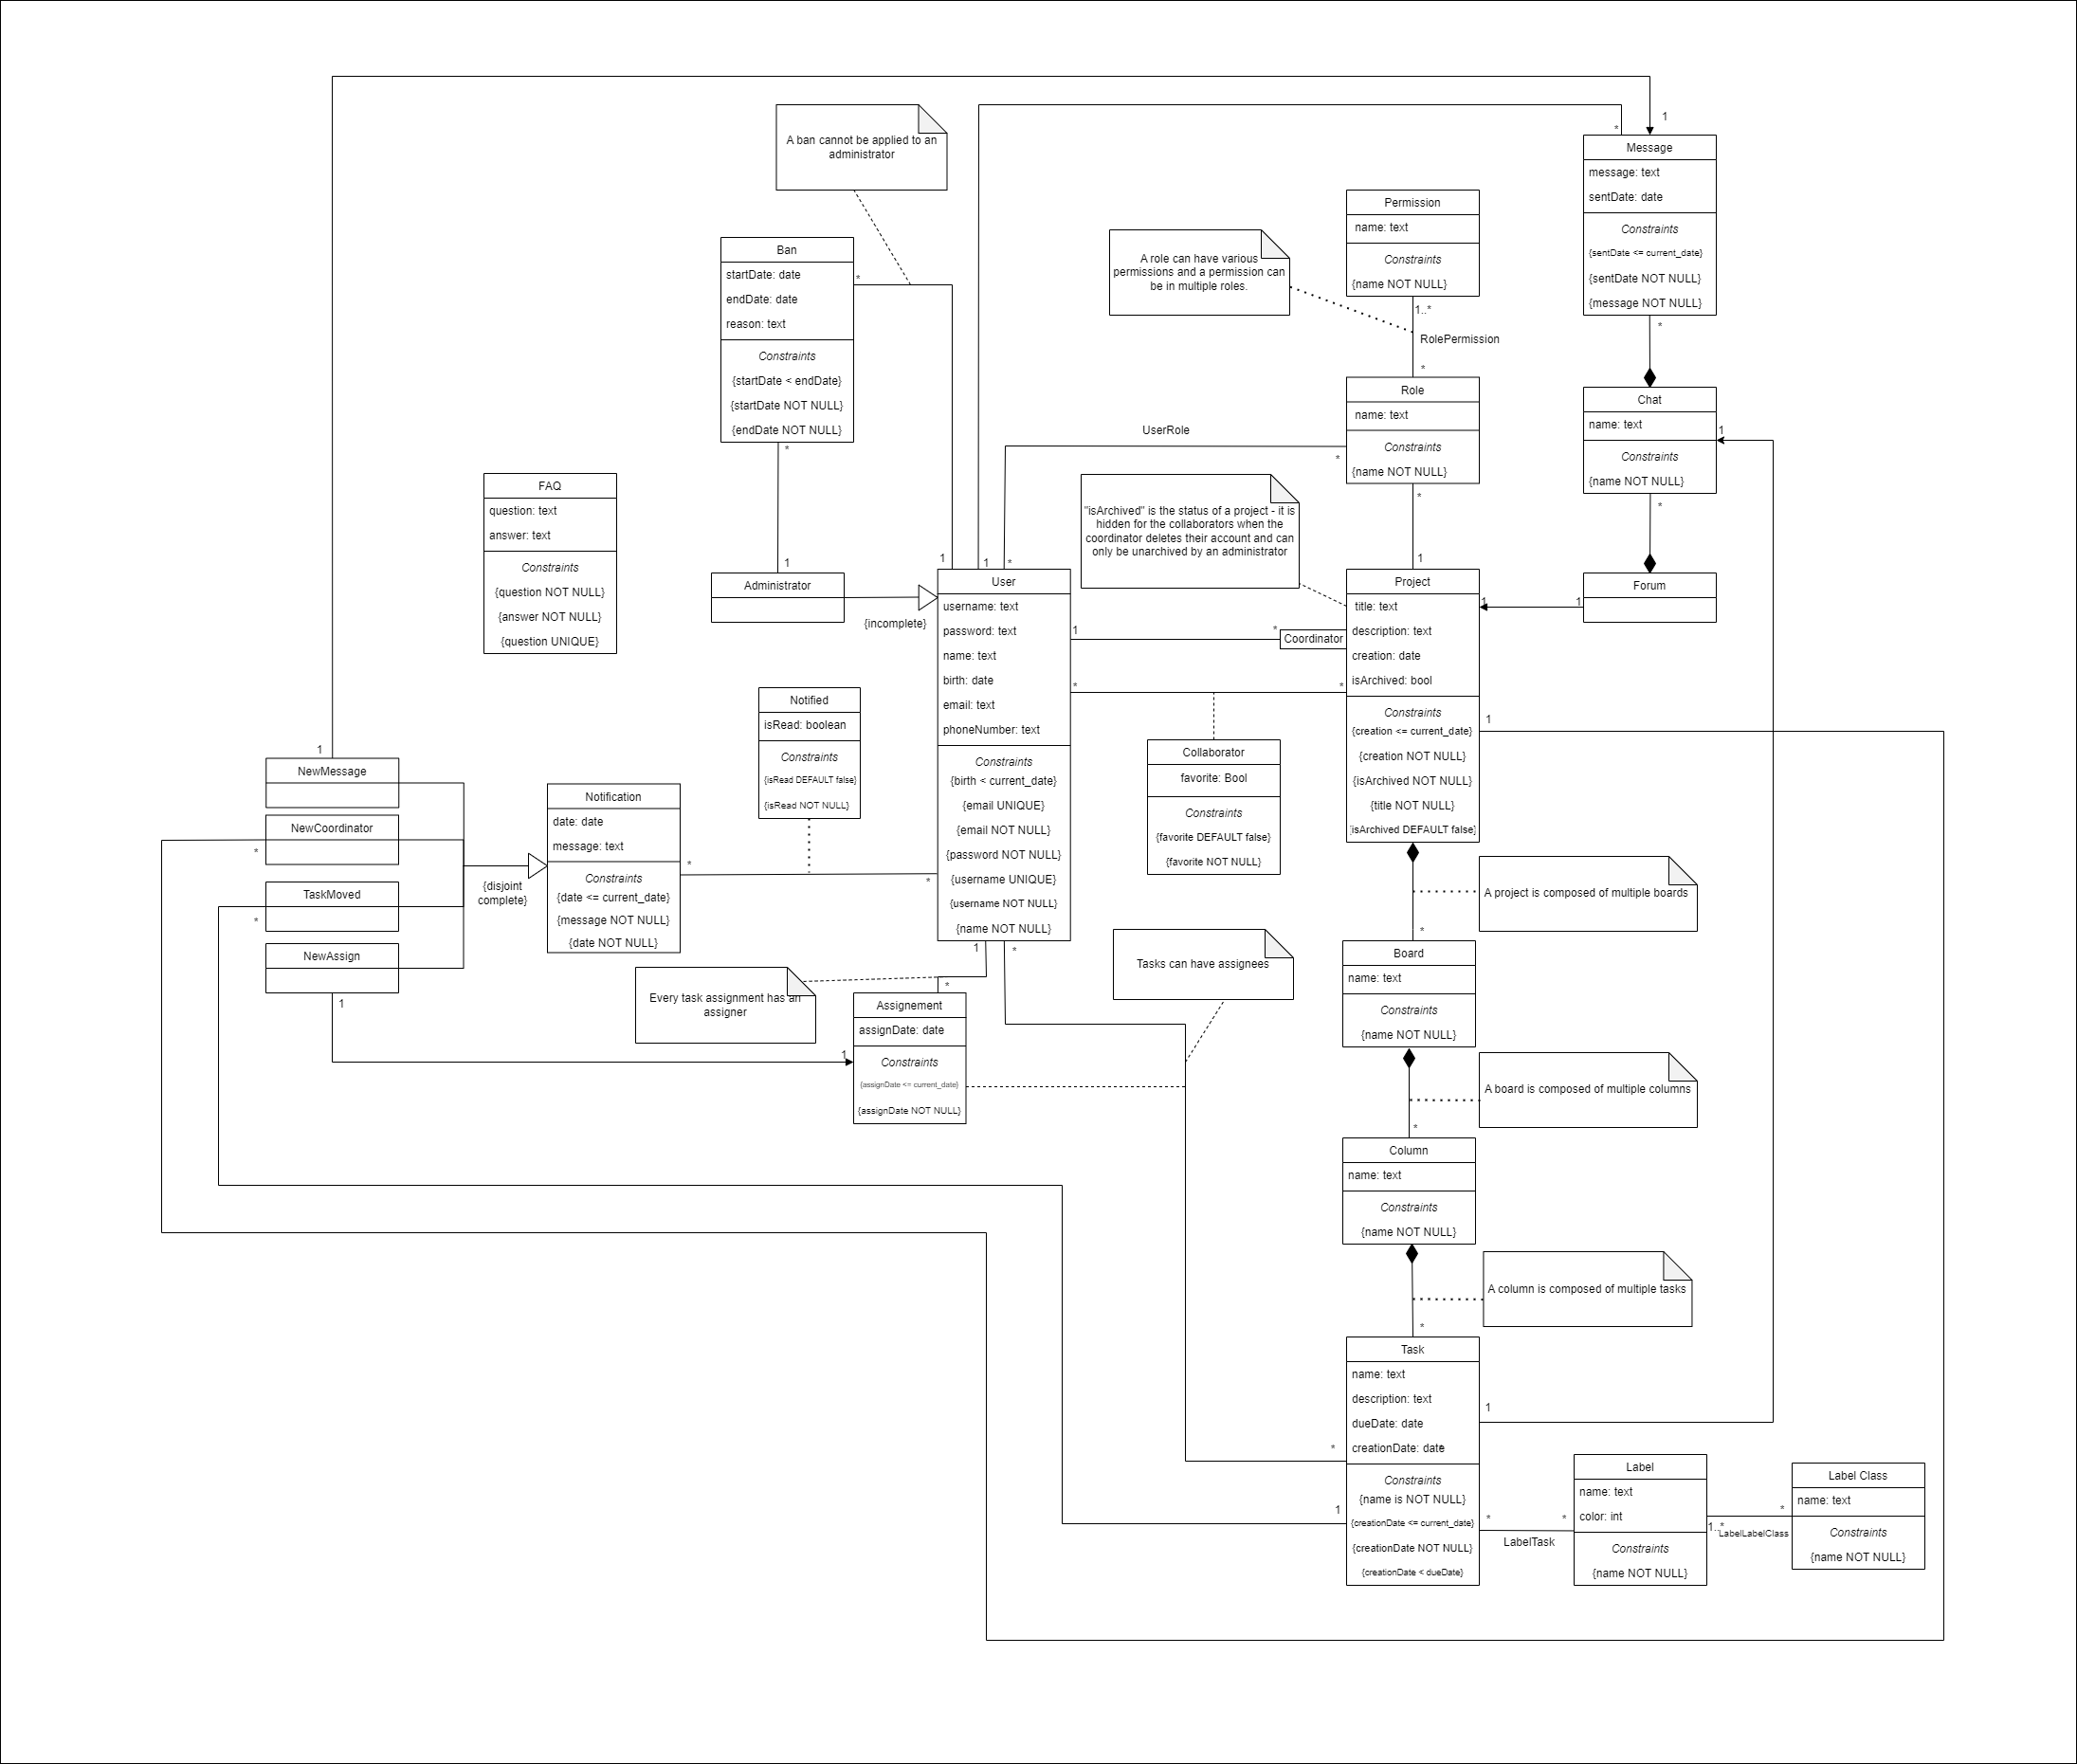 A ban cannot be applied to an
administrator
1
*
Message
message: text
sentDate: date
Constraints
{sentDate <= current_date}
{sentDate NOT NULL}
{message NOT NULL}
*
Permission
name: text
Constraints
{name NOT NULL}
1..*
RolePermission
*
A role can have various
permissions and a permission can
be in multiple roles.
Ban
startDate: date
endDate: date
reason: text
Constraints
{startDate < endDate}
{startDate NOT NULL}
{endDate NOT NULL}
*
*
1
Role
name: text
Constraints
{name NOT NULL}
*
1
UserRole
*
Chat
name: text
Constraints
{name NOT NULL}
1
*
FAQ
question: text
answer: text
Constraints
{question NOT NULL}
{answer NOT NULL}
{question UNIQUE}
"isArchived" is the status of a project - it is
hidden for the collaborators when the
coordinator deletes their account and can
only be unarchived by an administrator
Administrator
{incomplete}
1
1
*
User
username: text
password: text
name: text
birth: date
email: text
phoneNumber: text
Constraints
{birth < current_date}
{email UNIQUE}
{email NOT NULL}
{password NOT NULL}
{username UNIQUE}
{username NOT NULL}
{name NOT NULL}
1
*
Coordinator
*
*
Project
title: text
description: text
creation: date
isArchived: bool
Constraints
{creation <= current_date}
{creation NOT NULL}
{isArchived NOT NULL}
{title NOT NULL}
{isArchived DEFAULT false}
1
1
1
Forum
Notified
isRead: boolean
Constraints
{isRead DEFAULT false}
{isRead NOT NULL}
Collaborator
favorite: Bool
Constraints
{favorite DEFAULT false}
{favorite NOT NULL}
1
NewMessage
NewCoordinator
*
TaskMoved
*
NewAssign
1
{disjoint
complete}
Notification
date: date
message: text
Constraints
{date <= current_date}
{message NOT NULL}
{date NOT NULL}
*
*
A project is composed of multiple boards
*
Every task assignment has an
assigner
1
*
*
Assignement
assignDate: date
Constraints
{assignDate <= current_date}
{assignDate NOT NULL}
1
Tasks can have assignees
Board
name: text
Constraints
{name NOT NULL}
A board is composed of multiple columns
*
Column
name: text
Constraints
{name NOT NULL}
A column is composed of multiple tasks
*
Task
name: text
description: text
dueDate: date
creationDate: date
*
Constraints
{name is NOT NULL}
{creationDate <= current_date}
{creationDate NOT NULL}
{creationDate < dueDate}
1
*
1
*
*
LabelTask
Label
name: text
color: int
Constraints
{name NOT NULL}
1..*
*
LabelLabelClass
Label Class
name: text
Constraints
{name NOT NULL}